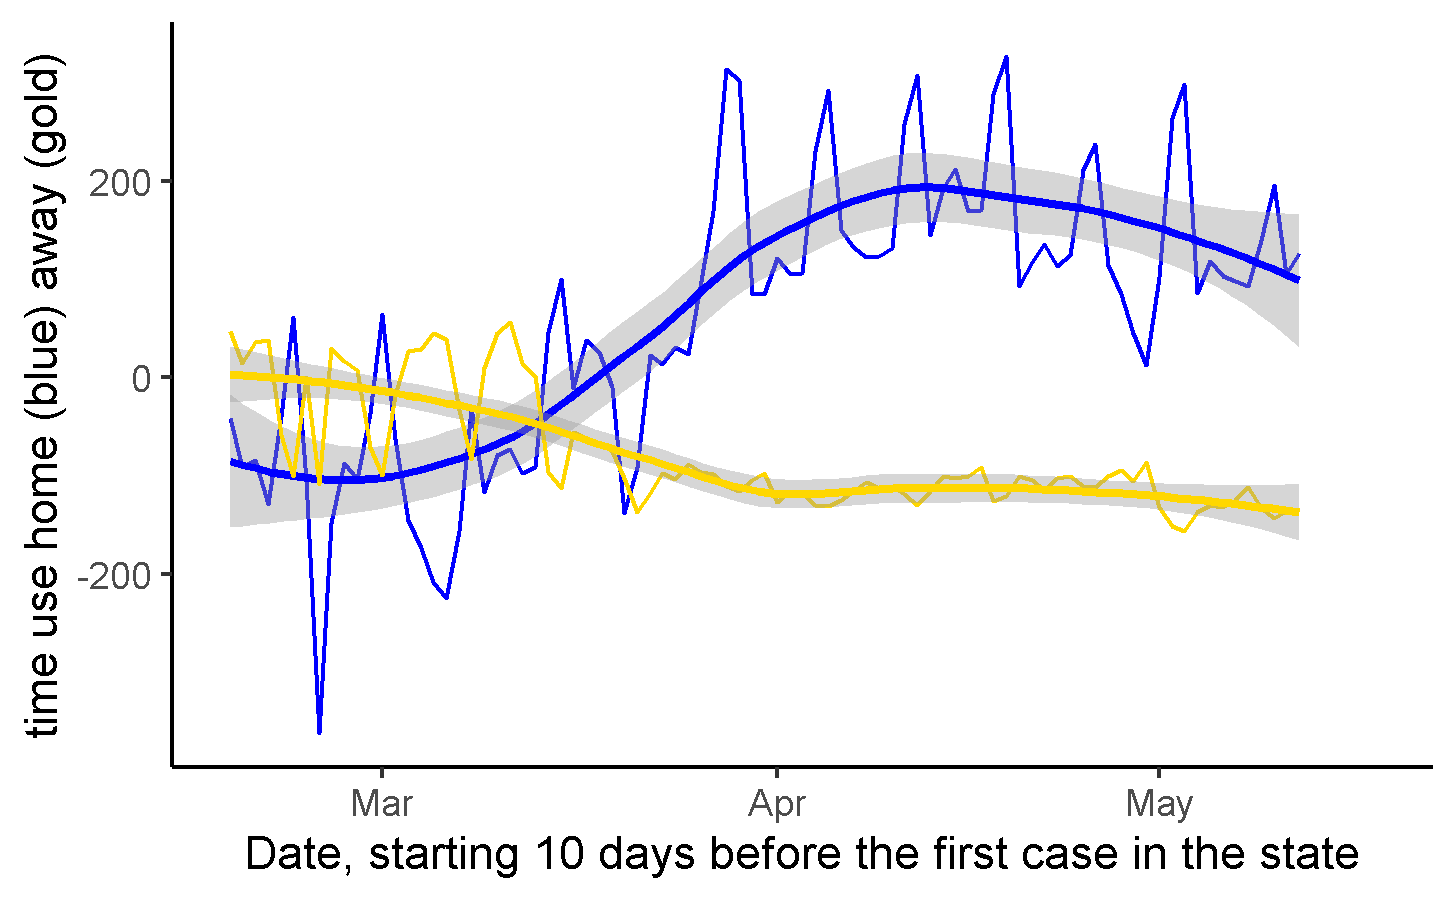 time use home (blue) away (gold)
200
0
-200
Mar
Apr
May
Date, starting 10 days before the first case in the state